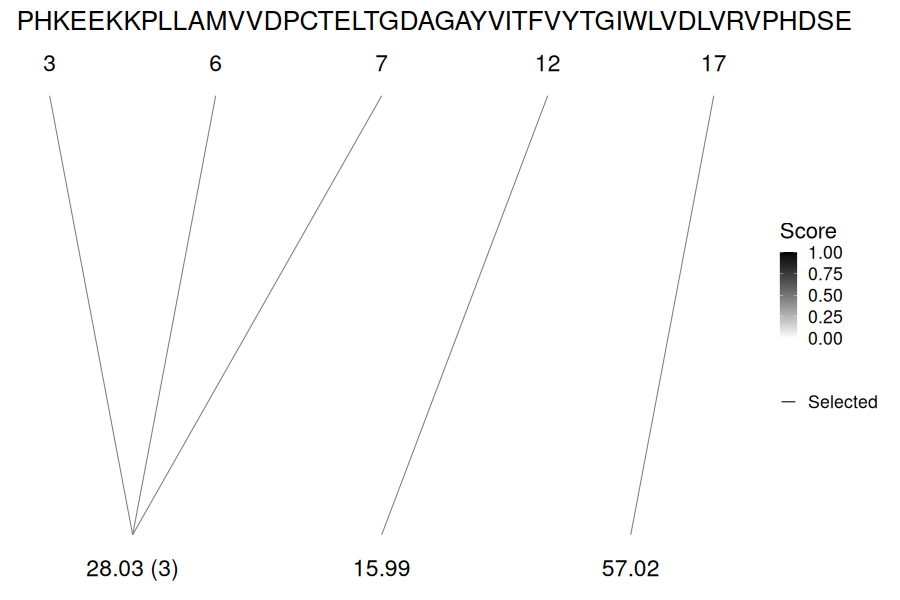 PHKEEKKPLLAMVVDPCTELTGDAGAYVITFVYTGIWLVDLVRVPHDSE
3 6 7 12 17
Score
1.00
0.75
0.50
0.25
0.00
Selected
28.03 (3) 15.99 57.02